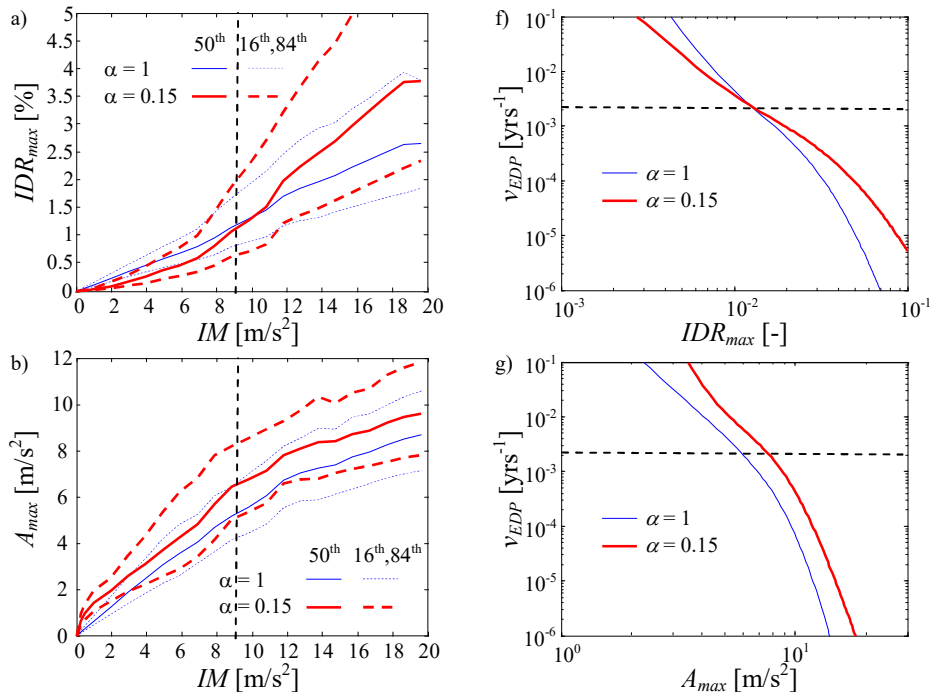 a)
5
4.5
4
3.5
3
2.5
2
1.5
1
0.5
0
IDRmax [%]
50th 16th,84th
α = 1
α = 0.15
0 2 4 6 8 10 12 14 16 18 20
IM [m/s²]
b)
12
10
8
6
4
2
0
Amax [m/s²]
50th 16th,84th
α = 1
α = 0.15
0 2 4 6 8 10 12 14 16 18 20
IM [m/s²]
f)
10⁻¹
10⁻²
10⁻³
10⁻⁴
10⁻⁵
10⁻⁶
νEDP [yrs⁻¹]
α = 1
α = 0.15
10⁻³ 10⁻² 10⁻¹
IDRmax [-]
g)
10⁻¹
10⁻²
10⁻³
10⁻⁴
10⁻⁵
10⁻⁶
νEDP [yrs⁻¹]
α = 1
α = 0.15
10⁰ 10¹
Amax [m/s²]